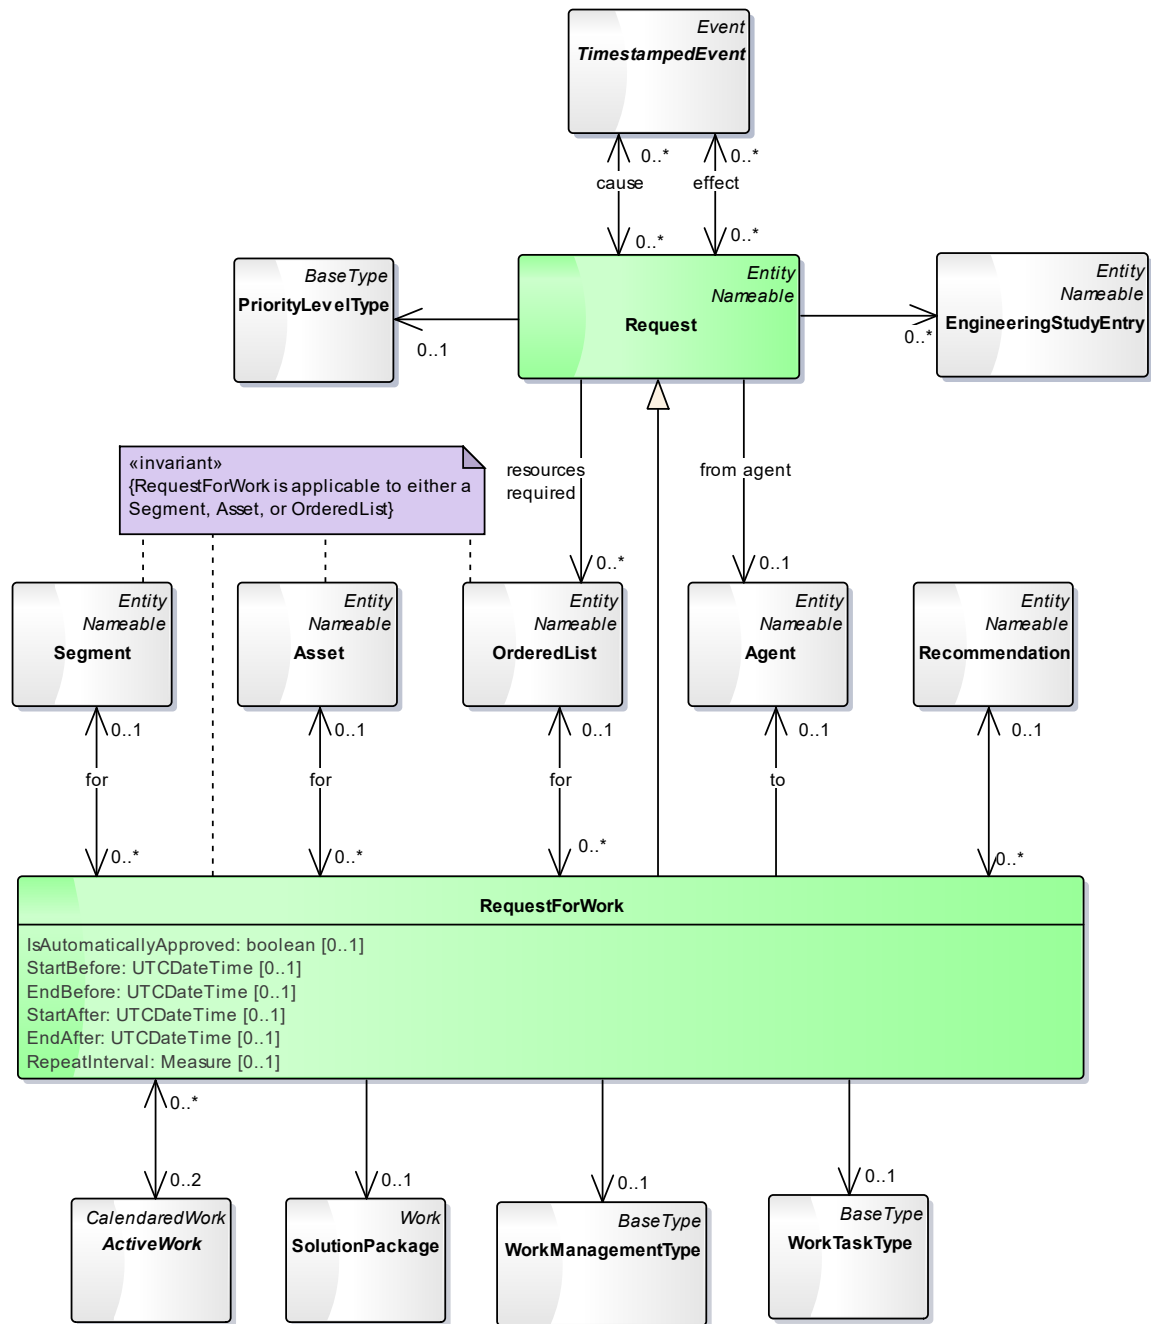 Event
TimestampedEvent
0..*
0..*
cause
effect
0..*
0..*
BaseType
PriorityLevelType
0..1
Entity
Nameable
Request
Entity
Nameable
EngineeringStudyEntry
0..*
«invariant»
{RequestForWork is applicable to either a
Segment, Asset, or OrderedList}
resources
required
from agent
0..*
0..1
Entity
Nameable
Segment
Entity
Nameable
Asset
Entity
Nameable
OrderedList
Entity
Nameable
Agent
Entity
Nameable
Recommendation
0..1
0..1
0..1
0..1
0..1
for
for
for
to
0..*
0..*
0..*
0..*
RequestForWork
IsAutomaticallyApproved: boolean [0..1]
StartBefore: UTCDateTime [0..1]
EndBefore: UTCDateTime [0..1]
StartAfter: UTCDateTime [0..1]
EndAfter: UTCDateTime [0..1]
RepeatInterval: Measure [0..1]
0..*
0..2
0..1
0..1
0..1
CalendaredWork
ActiveWork
Work
SolutionPackage
BaseType
WorkManagementType
BaseType
WorkTaskType